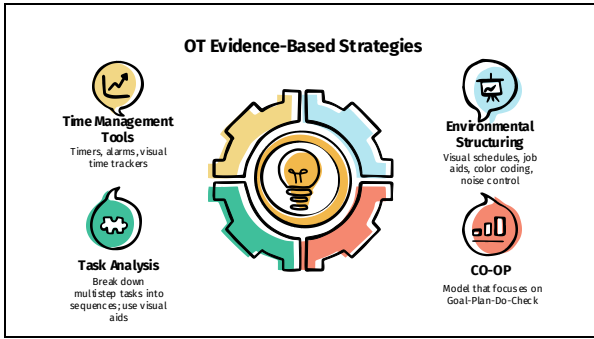 OT Evidence-Based Strategies
Time Management
Tools
Timers, alarms, visual
time trackers
Environmental
Structuring
Visual schedules, job
aids, color coding,
noise control
Task Analysis
Break down
multistep tasks into
sequences; use visual
aids
CO-OP
Model that focuses on
Goal-Plan-Do-Check